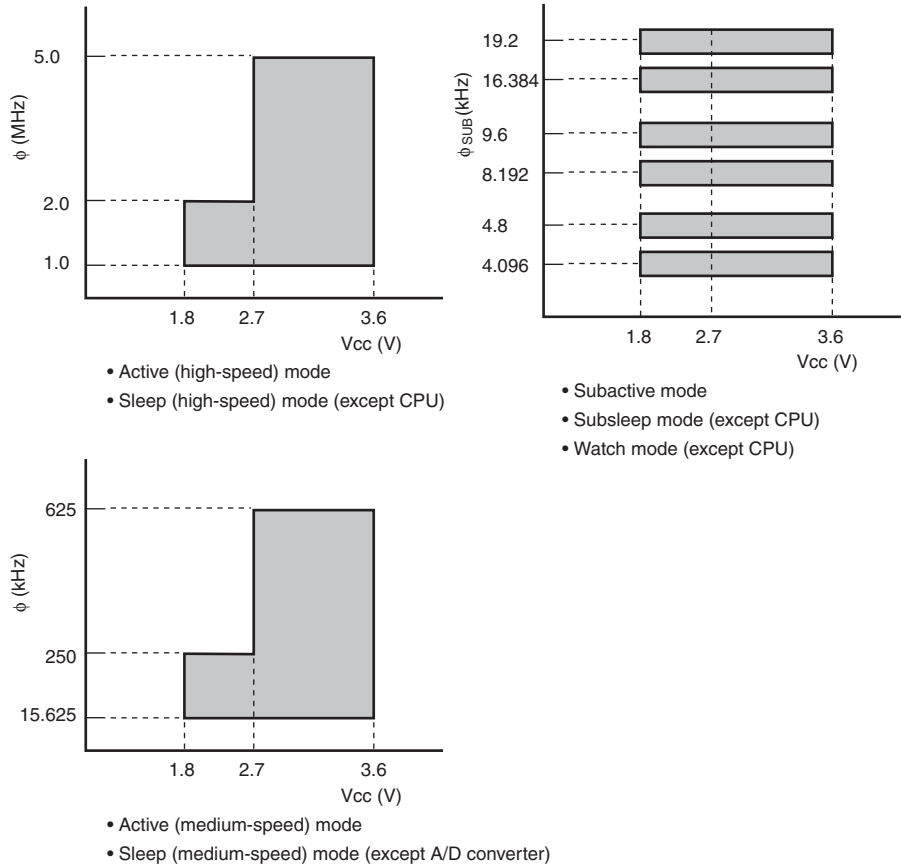 5.0
φ (MHz)
2.0
1.0
1.8 2.7 3.6
Vcc (V)
• Active (high-speed) mode
• Sleep (high-speed) mode (except CPU)
19.2
16.384
φSUB (kHz)
9.6
8.192
4.8
4.096
1.8 2.7 3.6
Vcc (V)
• Subactive mode
• Subsleep mode (except CPU)
• Watch mode (except CPU)
625
φ (kHz)
250
15.625
1.8 2.7 3.6
Vcc (V)
• Active (medium-speed) mode
• Sleep (medium-speed) mode (except A/D converter)